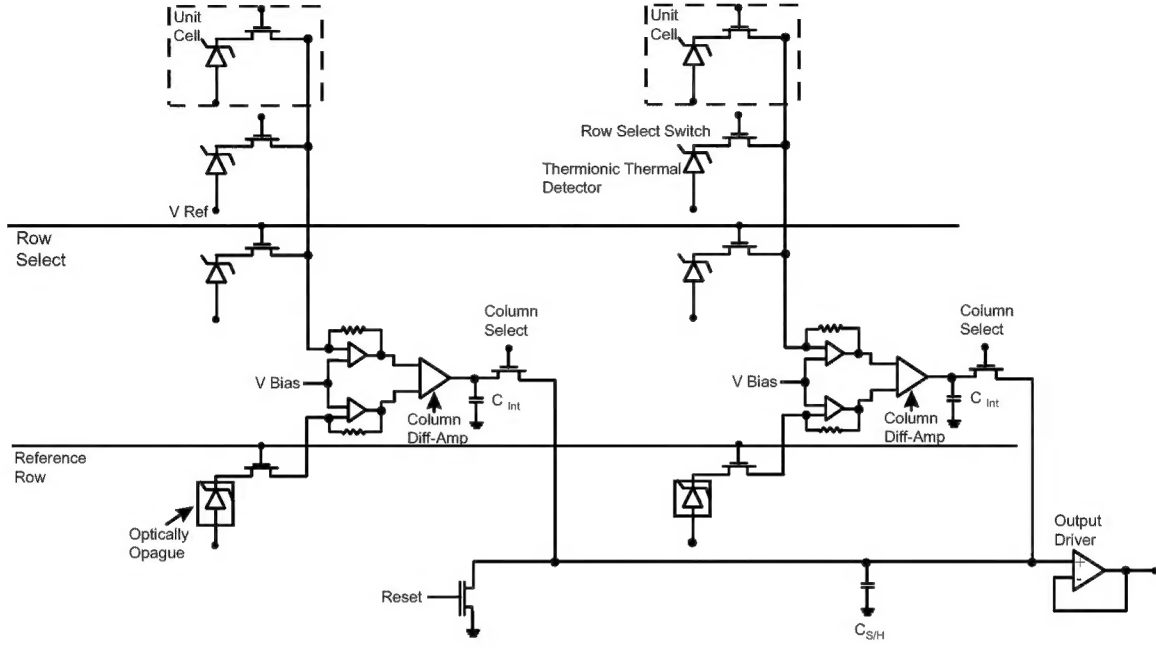 Unit
Cell
Unit
Cell
Row Select Switch
Thermionic Thermal
Detector
V Ref
Row
Select
Column
Select
Column
Select
V Bias
V Bias
C Int
C Int
Column
Diff-Amp
Column
Diff-Amp
Reference
Row
Optically
Opague
Output
Driver
+
-
Reset
CS/H